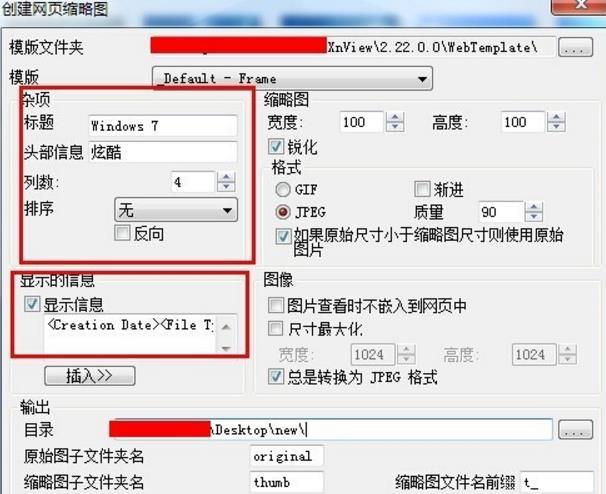 创建网页缩略图
模版文件夹 XnView\2.22.0.0\WebTemplate\ ...
模版 _Default - Frame
杂项
标题 Windows 7
头部信息 炫酷
列数: 4
排序 无
反向
缩略图
宽度: 100 高度: 100
锐化
格式
GIF 渐进
JPEG 质量 90
如果原始尺寸小于缩略图尺寸则使用原始
图片
显示的信息
显示信息
<Creation Date><File T
插入>>
图像
图片查看时不嵌入到网页中
尺寸最大化
宽度: 1024 高度: 1024
总是转换为 JPEG 格式
输出
目录 \Desktop\new\ ...
原始图子文件夹名 original
缩略图子文件夹名 thumb 缩略图文件名前缀 t_